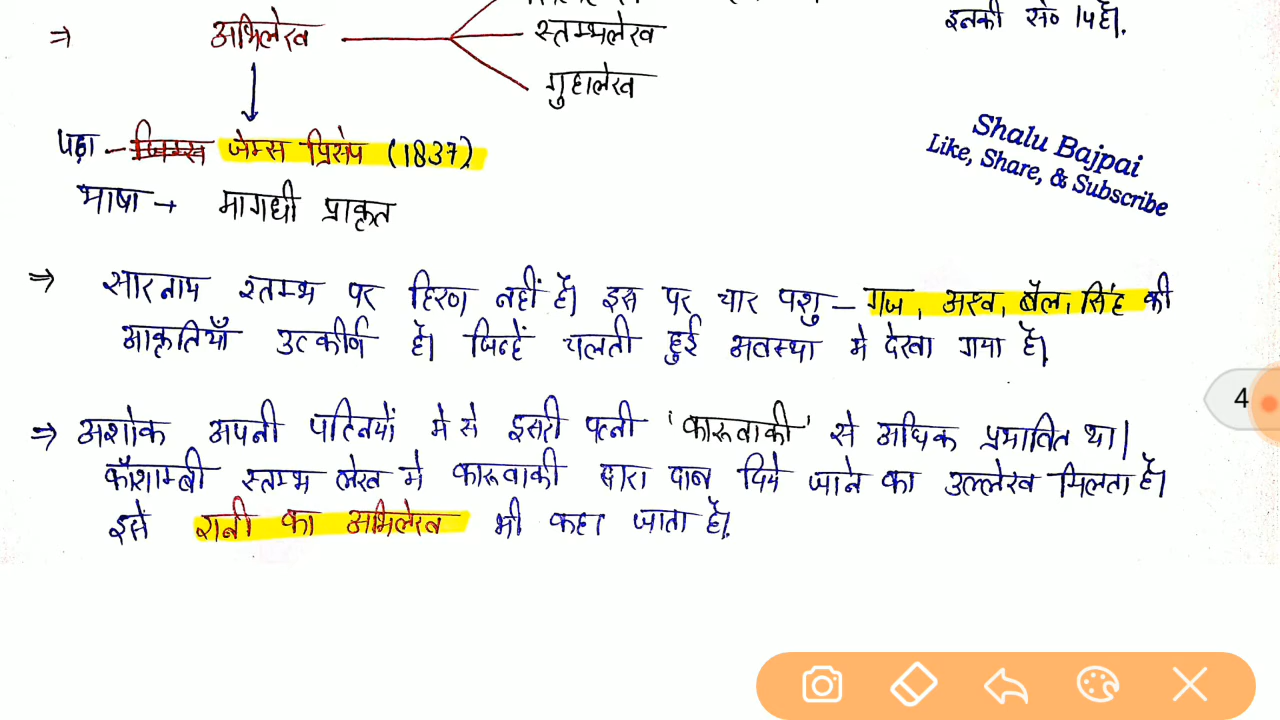 इनकी सं० 14 है।
⇒ अभिलेख
स्तम्भलेख
गुहालेख
पढ़ा – जेम्स प्रिंसेप (1837)
भाषा → मागधी प्राकृत
Shalu Bajpai
Like, Share, & Subscribe
⇒ सारनाथ स्तम्भ पर हिरण नहीं है। इस पर चार पशु – गज, अश्व, बैल, सिंह की
आकृतियाँ उत्कीर्ण है। जिन्हें चलती हुई अवस्था मे देखा गया है।
4
⇒ अशोक अपनी पत्नियों मे से दूसरी पत्नी 'कारूवाकी' से अधिक प्रभावित था।
कौशाम्बी स्तम्भ लेख मे कारूवाकी द्वारा दान दिये जाने का उल्लेख मिलता है।
इसे रानी का अभिलेख भी कहा जाता है।